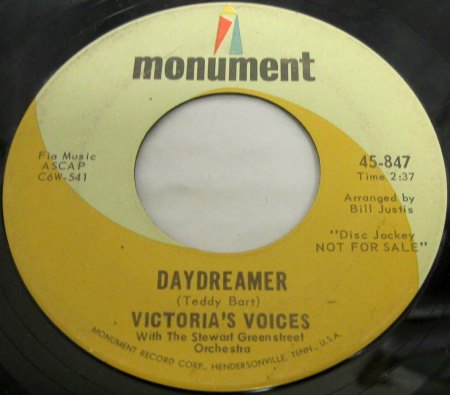 monument
Fia Music
ASCAP
C6W-541
45-847
Time 2:37
Arranged by
Bill Justis
"Disc Jockey
NOT FOR SALE"
DAYDREAMER
(Teddy Bart)
VICTORIA'S VOICES
With The Stewart Greenstreet
Orchestra
MONUMENT RECORD CORP., HENDERSONVILLE, TENN., U.S.A.